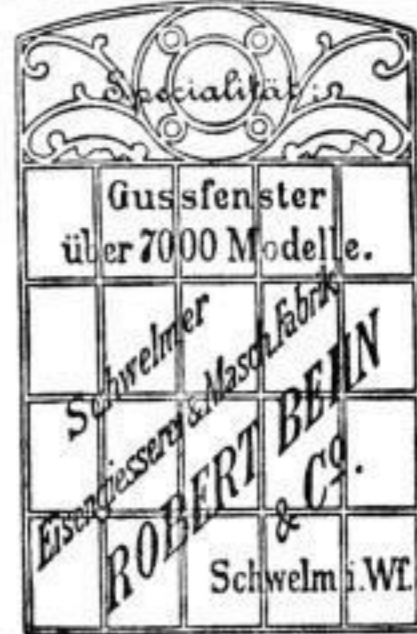 Specialität:
Gussfenster
über 7000 Modelle.
Schwelmer
Eisengiesserei & Masch.Fabrik
ROBERT BEHN
& Co.
Schwelm i. Wf.